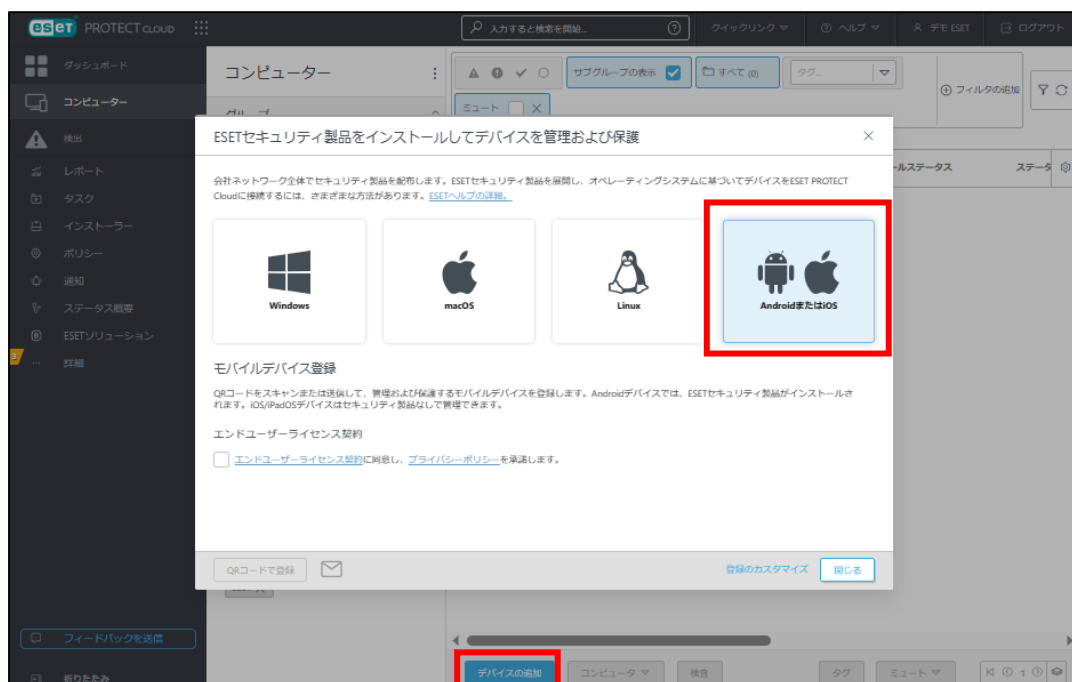 eset PROTECT CLOUD
入力すると検索を開始...
クイックリンク
ヘルプ
デモ ESET
ログアウト
ダッシュボード
コンピューター
検出
レポート
タスク
インストーラー
ポリシー
通知
ステータス概要
ESETソリューション
3
詳細
フィードバックを送信
折りたたみ
コンピューター
グループ
サブグループの表示
すべて (0)
タグ...
フィルタの追加
ミュート
ールステータス
ステータ
ESETセキュリティ製品をインストールしてデバイスを管理および保護
会社ネットワーク全体でセキュリティ製品を配布します。ESETセキュリティ製品を展開し、オペレーティングシステムに基づいてデバイスをESET PROTECT
Cloudに接続するには、さまざまな方法があります。ESETヘルプの詳細。
Windows
macOS
Linux
AndroidまたはiOS
モバイルデバイス登録
QRコードをスキャンまたは送信して、管理および保護するモバイルデバイスを登録します。Androidデバイスでは、ESETセキュリティ製品がインストールさ
れます。iOS/iPadOSデバイスはセキュリティ製品なしで管理できます。
エンドユーザーライセンス契約
エンドユーザーライセンス契約に同意し、プライバシーポリシーを承諾します。
QRコードで登録
登録のカスタマイズ
閉じる
デバイスの追加
コンピュータ
検査
タグ
ミュート
1